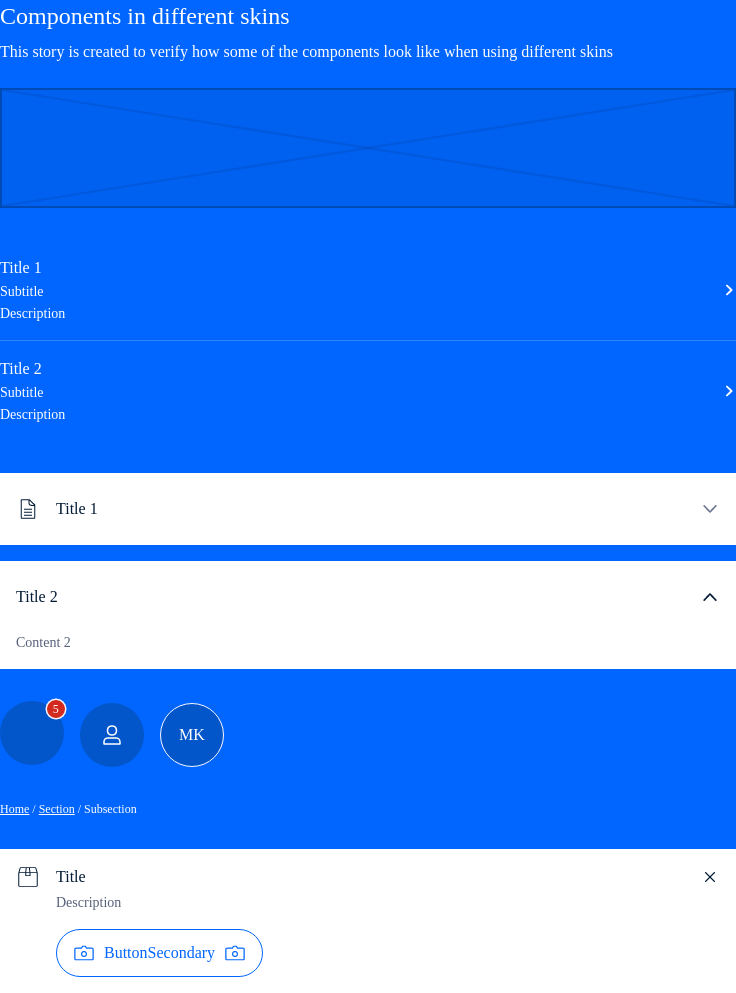 Components in different skins
This story is created to verify how some of the components look like when using different skins
Title 1
Subtitle
Description
Title 2
Subtitle
Description
Title 1
Title 2
Content 2
5
MK
Home / Section / Subsection
Title
Description
ButtonSecondary